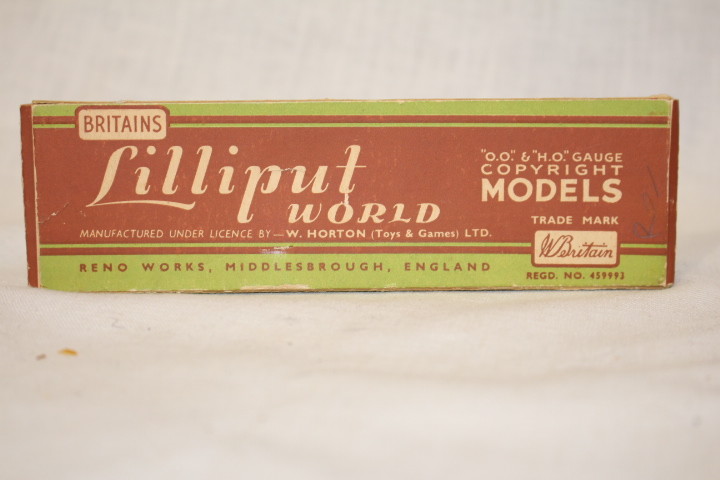 BRITAINS
Lilliput
WORLD
MANUFACTURED UNDER LICENCE BY — W. HORTON (Toys & Games) LTD.
RENO WORKS, MIDDLESBROUGH, ENGLAND
"O.O." & "H.O." GAUGE
COPYRIGHT
MODELS
TRADE MARK
W Britain
REGD. NO. 459993